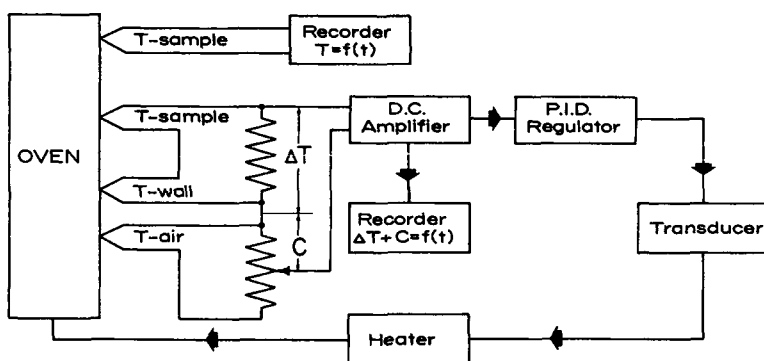 T-sample
Recorder
T=f(t)
T-sample
D.C.
Amplifier
P.I.D.
Regulator
OVEN
ΔT
T-wall
T-air
C
Recorder
ΔT+C=f(t)
Transducer
Heater